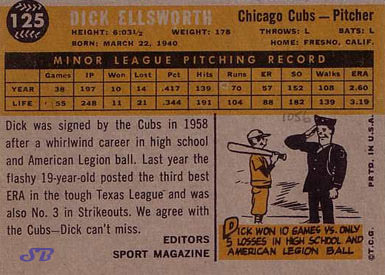 125
DICK ELLSWORTH
Chicago Cubs — Pitcher
HEIGHT: 6:03½ WEIGHT: 178 THROWS: L BATS: L
BORN: MARCH 22, 1940 HOME: FRESNO, CALIF.
MINOR LEAGUE PITCHING RECORD
Games IP Won Lost Pct. Hits Runs ER SO Walks ERA
YEAR 38 197 10 14 .417 139 70 57 153 108 2.60
LIFE 55 248 11 21 .344 191 104 88 182 139 3.19
Dick was signed by the Cubs in 1958
after a whirlwind career in high school
and American Legion ball. Last year the
flashy 19-year-old posted the third best
ERA in the tough Texas League and was
also No. 3 in Strikeouts. We agree with
the Cubs—Dick can't miss.
EDITORS
SPORT MAGAZINE
SB
DICK WON 10 GAMES VS. ONLY
5 LOSSES IN HIGH SCHOOL AND
AMERICAN LEGION BALL
©T.C.G. PRTD. IN U.S.A.